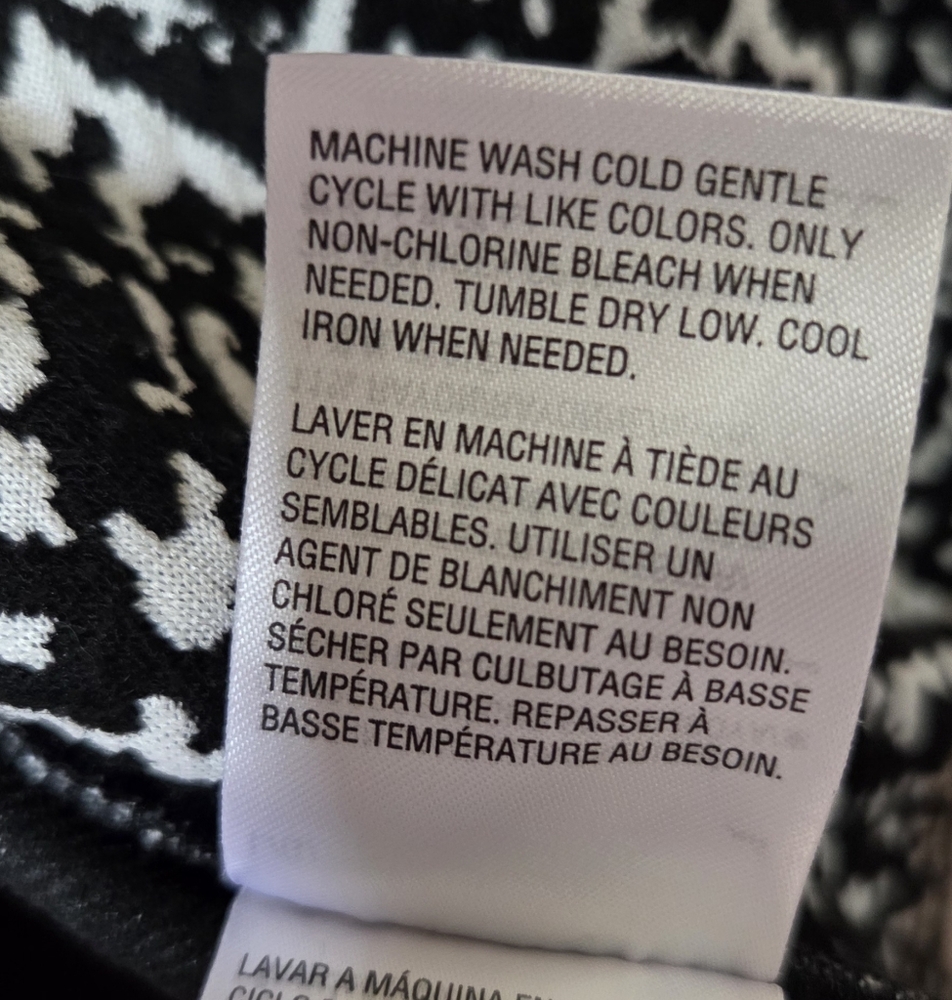 MACHINE WASH COLD GENTLE
CYCLE WITH LIKE COLORS. ONLY
NON-CHLORINE BLEACH WHEN
NEEDED. TUMBLE DRY LOW. COOL
IRON WHEN NEEDED.
LAVER EN MACHINE À TIÈDE AU
CYCLE DÉLICAT AVEC COULEURS
SEMBLABLES. UTILISER UN
AGENT DE BLANCHIMENT NON
CHLORÉ SEULEMENT AU BESOIN.
SÉCHER PAR CULBUTAGE À BASSE
TEMPÉRATURE. REPASSER À
BASSE TEMPÉRATURE AU BESOIN.
LAVAR A MÁQUINA EN